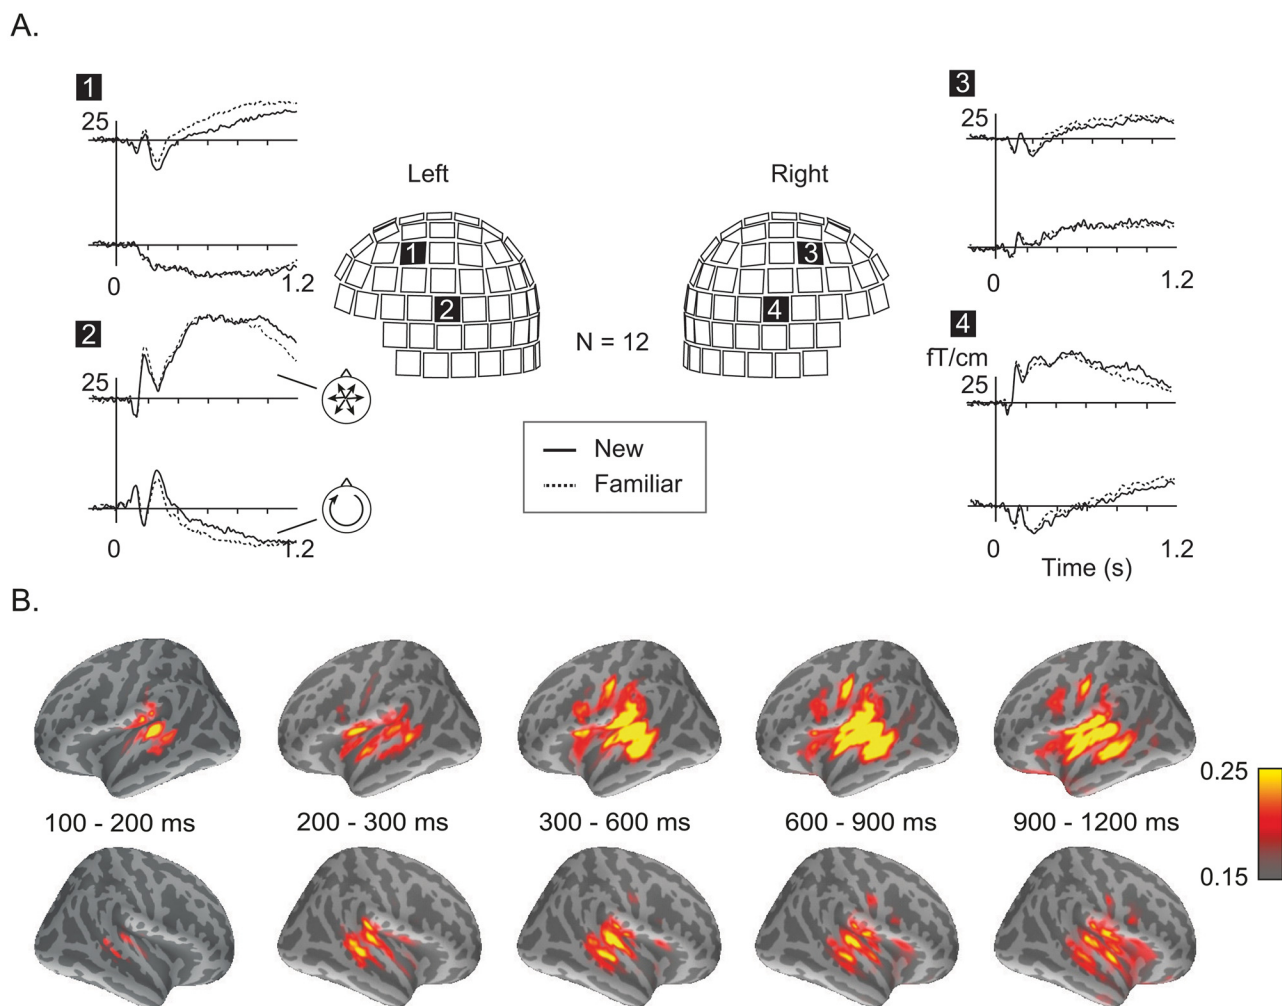 A.
1
25
0
1.2
2
25
0
1.2
Left
Right
1
2
3
4
N = 12
New
Familiar
3
25
0
1.2
4
fT/cm
25
0
1.2
Time (s)
B.
100 - 200 ms
200 - 300 ms
300 - 600 ms
600 - 900 ms
900 - 1200 ms
0.25
0.15